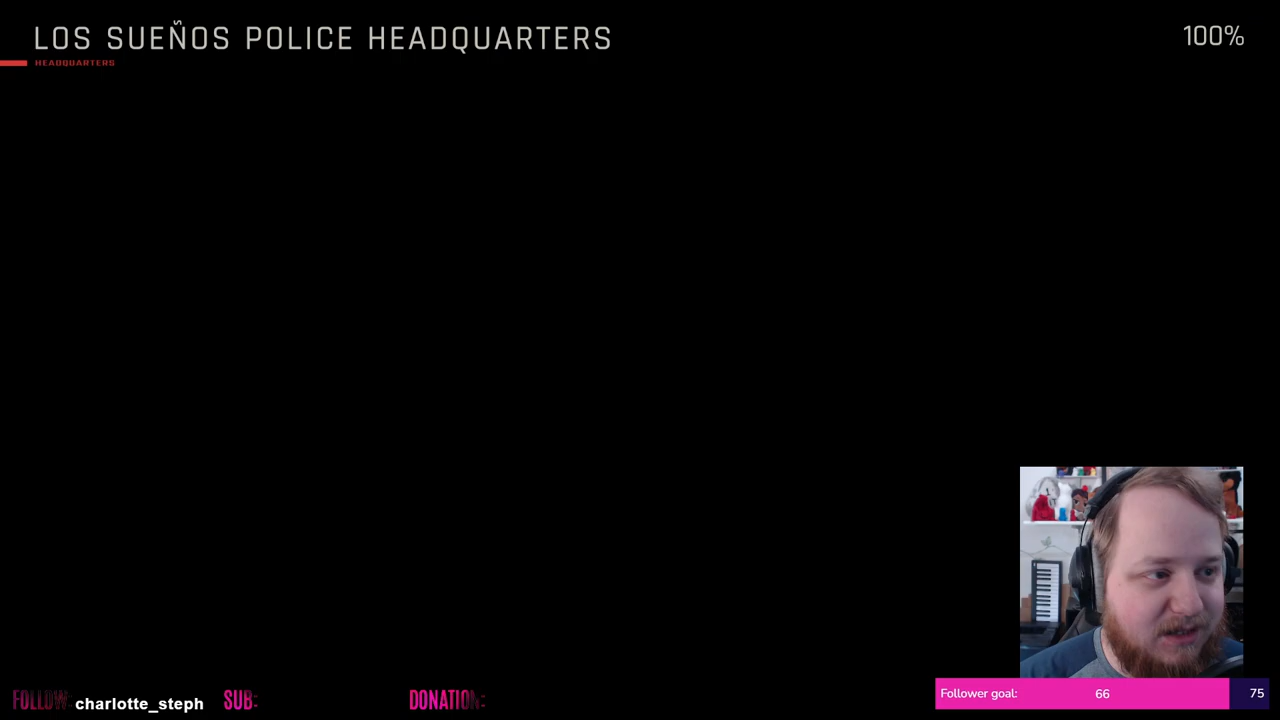 LOS SUEÑOS POLICE HEADQUARTERS
100%
HEADQUARTERS
FOLLOW: charlotte_steph SUB: DONATION:
Follower goal: 66 75